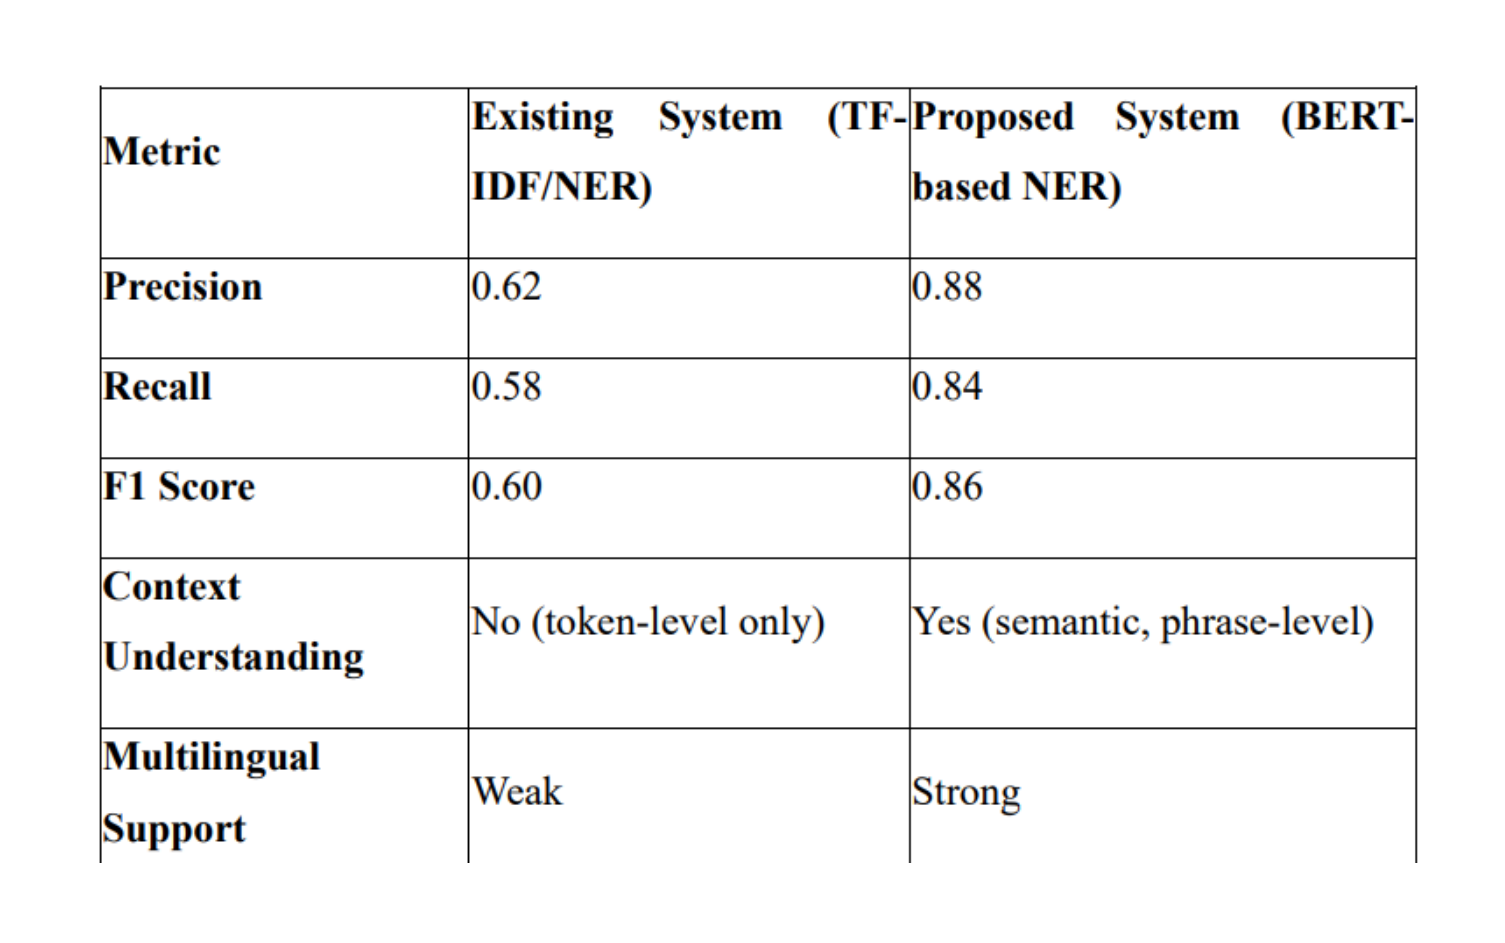 Metric
Existing System (TF-
IDF/NER)
Proposed System (BERT-
based NER)
Precision
0.62
0.88
Recall
0.58
0.84
F1 Score
0.60
0.86
Context
Understanding
No (token-level only)
Yes (semantic, phrase-level)
Multilingual
Support
Weak
Strong